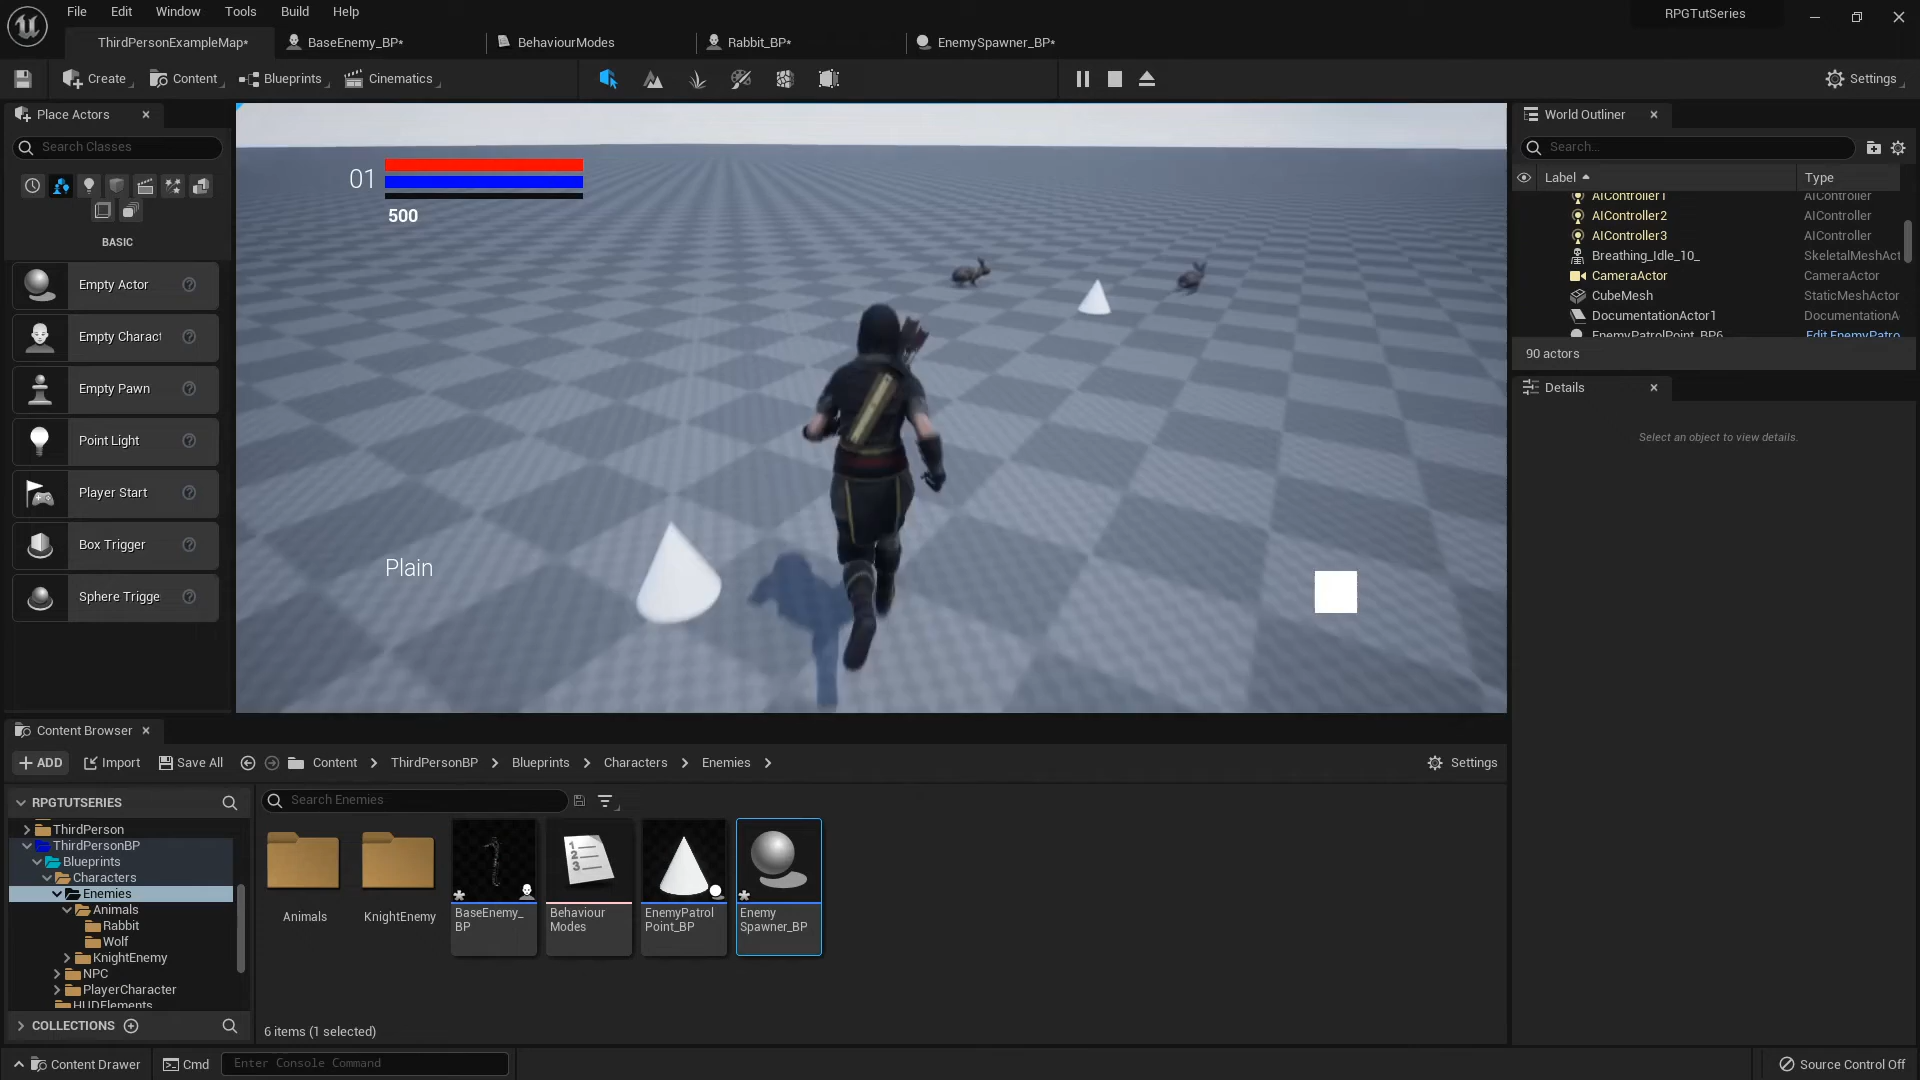 File Edit Window Tools Build Help
RPGTutSeries
ThirdPersonExampleMap*
BaseEnemy_BP*
BehaviourModes
Rabbit_BP*
EnemySpawner_BP*
Create
Content
Blueprints
Cinematics
Settings
Place Actors
Search Classes
BASIC
Empty Actor
Empty Charact
Empty Pawn
Point Light
Player Start
Box Trigger
Sphere Trigge
01
500
Plain
World Outliner
Search...
Label Type
AIController1 AIController
AIController2 AIController
AIController3 AIController
Breathing_Idle_10_ SkeletalMeshAct
CameraActor CameraActor
CubeMesh StaticMeshActor
DocumentationActor1 DocumentationA
EnemyPatrolPoint_BP6 Edit EnemyPatro
90 actors
Details
Select an object to view details.
Content Browser
ADD Import Save All Content ThirdPersonBP Blueprints Characters Enemies Settings
RPGTUTSERIES
Search Enemies
ThirdPerson
ThirdPersonBP
Blueprints
Characters
Enemies
Animals
Rabbit
Wolf
KnightEnemy
NPC
PlayerCharacter
HUDElements
COLLECTIONS
Animals
KnightEnemy
BaseEnemy_
BP
Behaviour
Modes
EnemyPatrol
Point_BP
Enemy
Spawner_BP
6 items (1 selected)
Content Drawer
Cmd
Enter Console Command
Source Control Off